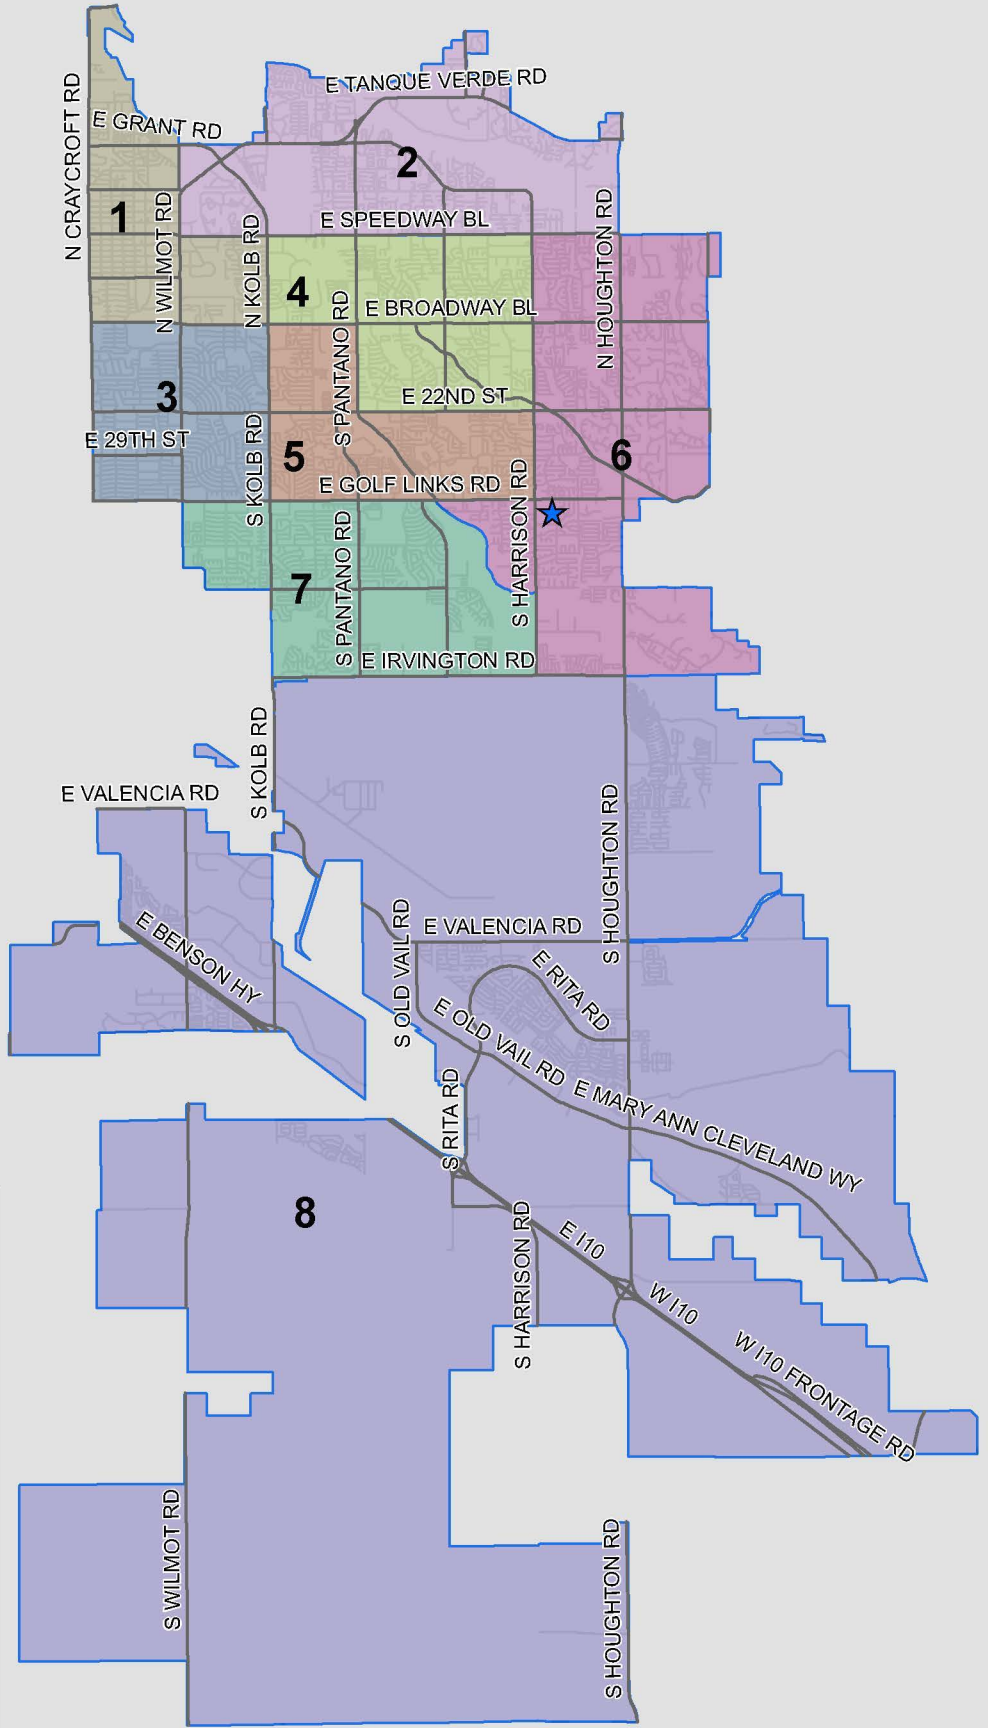 E TANQUE VERDE RD
N CRAYCROFT RD
E GRANT RD
2
1
N WILMOT RD
N KOLB RD
E SPEEDWAY BL
N HOUGHTON RD
4
S PANTANO RD
E BROADWAY BL
3
E 22ND ST
E 29TH ST
S KOLB RD
5
6
E GOLF LINKS RD
S HARRISON RD
S PANTANO RD
7
E IRVINGTON RD
S KOLB RD
E VALENCIA RD
S HOUGHTON RD
E BENSON HY
S OLD VAIL RD
E VALENCIA RD
E RITA RD
E OLD VAIL RD
E MARY ANN CLEVELAND WY
S RITA RD
8
S HARRISON RD
E I10
W I10
W I10 FRONTAGE RD
S WILMOT RD
S HOUGHTON RD